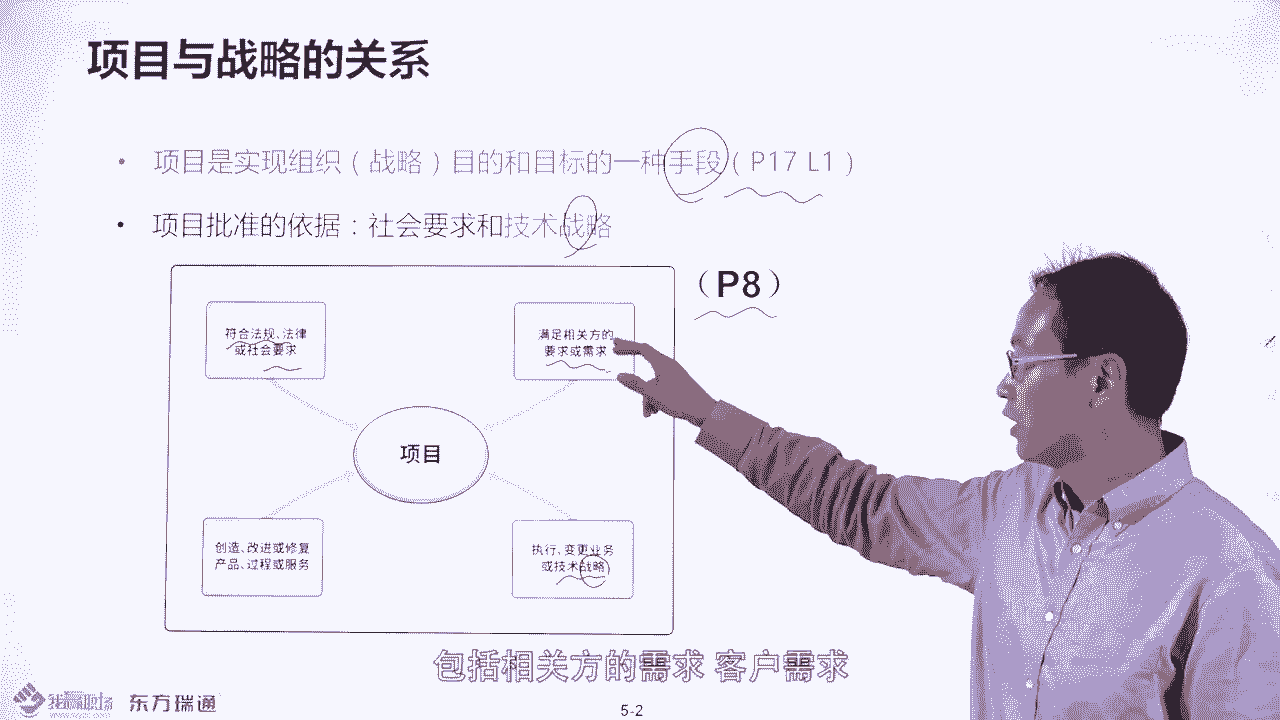 项目与战略的关系
• 项目是实现组织（战略）目的和目标的一种手段（P17 L1）
• 项目批准的依据：社会要求和技术战略
（P8）
符合法规、法律
或社会要求
满足相关方的
要求或需求
项目
创造、改进或修复
产品、过程或服务
执行、变更业务
或技术战略
包括相关方的需求 客户需求
东方瑞通
5-2